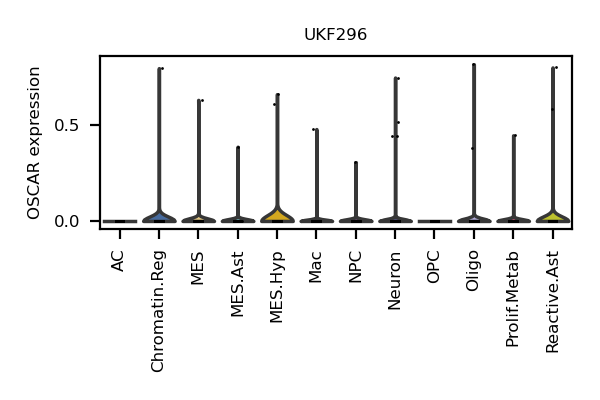 UKF296
OSCAR expression
0.5
0.0
AC
Chromatin.Reg
MES
MES.Ast
MES.Hyp
Mac
NPC
Neuron
OPC
Oligo
Prolif.Metab
Reactive.Ast